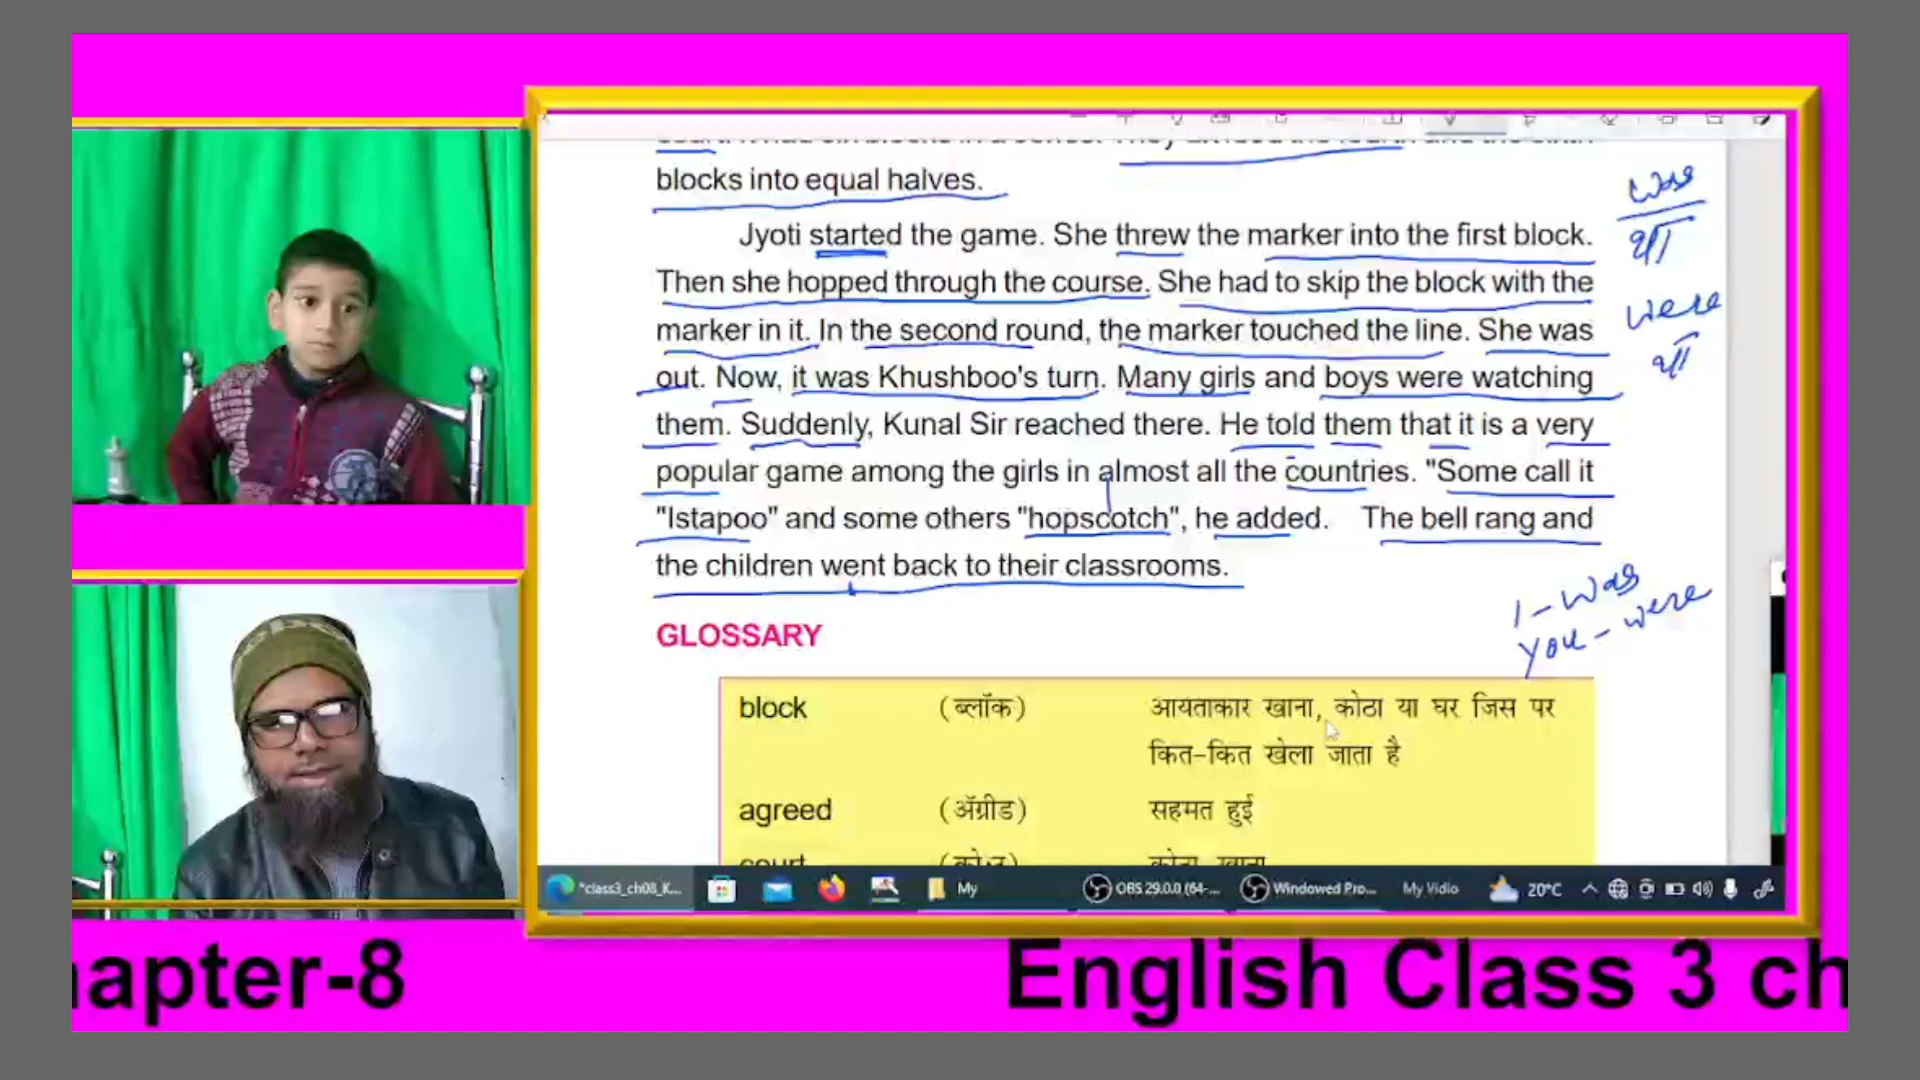 blocks into equal halves.
Jyoti started the game. She threw the marker into the first block.
Then she hopped through the course. She had to skip the block with the
marker in it. In the second round, the marker touched the line. She was
out. Now, it was Khushboo's turn. Many girls and boys were watching
them. Suddenly, Kunal Sir reached there. He told them that it is a very
popular game among the girls in almost all the countries. "Some call it
"Istapoo" and some others "hopscotch", he added. The bell rang and
the children went back to their classrooms.
was
था
were
था
I - was
you - were
GLOSSARY
block (ब्लॉक) आयताकार खाना, कोठा या घर जिस पर
कित-कित खेला जाता है
agreed (ॲग्रीड) सहमत हुई
court
*class3_ch08_K... My OBS 29.0.0 (64-... Windowed Pro... My Vidio 20°C
hapter-8 English Class 3 ch